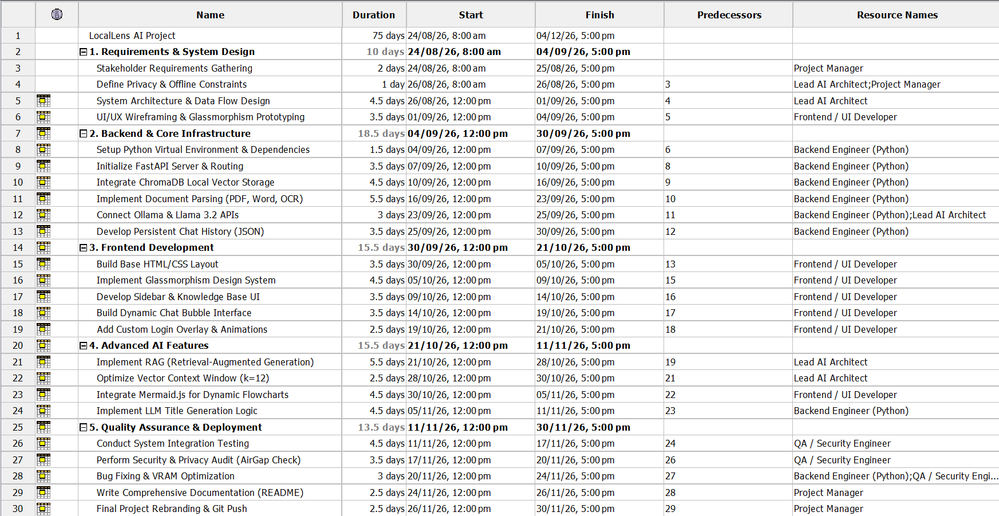 Name Duration Start Finish Predecessors Resource Names
1 LocalLens AI Project 75 days 24/08/26, 8:00 am 04/12/26, 5:00 pm
2 1. Requirements & System Design 10 days 24/08/26, 8:00 am 04/09/26, 5:00 pm
3 Stakeholder Requirements Gathering 2 days 24/08/26, 8:00 am 25/08/26, 5:00 pm Project Manager
4 Define Privacy & Offline Constraints 1 day 26/08/26, 8:00 am 26/08/26, 5:00 pm 3 Lead AI Architect;Project Manager
5 System Architecture & Data Flow Design 4.5 days 26/08/26, 12:00 pm 01/09/26, 5:00 pm 4 Lead AI Architect
6 UI/UX Wireframing & Glassmorphism Prototyping 3.5 days 01/09/26, 12:00 pm 04/09/26, 5:00 pm 5 Frontend / UI Developer
7 2. Backend & Core Infrastructure 18.5 days 04/09/26, 12:00 pm 30/09/26, 5:00 pm
8 Setup Python Virtual Environment & Dependencies 1.5 days 04/09/26, 12:00 pm 07/09/26, 5:00 pm 6 Backend Engineer (Python)
9 Initialize FastAPI Server & Routing 3.5 days 07/09/26, 12:00 pm 10/09/26, 5:00 pm 8 Backend Engineer (Python)
10 Integrate ChromaDB Local Vector Storage 4.5 days 10/09/26, 12:00 pm 16/09/26, 5:00 pm 9 Backend Engineer (Python)
11 Implement Document Parsing (PDF, Word, OCR) 5.5 days 16/09/26, 12:00 pm 23/09/26, 5:00 pm 10 Backend Engineer (Python)
12 Connect Ollama & Llama 3.2 APIs 3 days 23/09/26, 12:00 pm 25/09/26, 5:00 pm 11 Backend Engineer (Python);Lead AI Architect
13 Develop Persistent Chat History (JSON) 3.5 days 25/09/26, 12:00 pm 30/09/26, 5:00 pm 12 Backend Engineer (Python)
14 3. Frontend Development 15.5 days 30/09/26, 12:00 pm 21/10/26, 5:00 pm
15 Build Base HTML/CSS Layout 3.5 days 30/09/26, 12:00 pm 05/10/26, 5:00 pm 13 Frontend / UI Developer
16 Implement Glassmorphism Design System 4.5 days 05/10/26, 12:00 pm 09/10/26, 5:00 pm 15 Frontend / UI Developer
17 Develop Sidebar & Knowledge Base UI 3.5 days 09/10/26, 12:00 pm 14/10/26, 5:00 pm 16 Frontend / UI Developer
18 Build Dynamic Chat Bubble Interface 3.5 days 14/10/26, 12:00 pm 19/10/26, 5:00 pm 17 Frontend / UI Developer
19 Add Custom Login Overlay & Animations 2.5 days 19/10/26, 12:00 pm 21/10/26, 5:00 pm 18 Frontend / UI Developer
20 4. Advanced AI Features 15.5 days 21/10/26, 12:00 pm 11/11/26, 5:00 pm
21 Implement RAG (Retrieval-Augmented Generation) 5.5 days 21/10/26, 12:00 pm 28/10/26, 5:00 pm 19 Lead AI Architect
22 Optimize Vector Context Window (k=12) 2.5 days 28/10/26, 12:00 pm 30/10/26, 5:00 pm 21 Lead AI Architect
23 Integrate Mermaid.js for Dynamic Flowcharts 4.5 days 30/10/26, 12:00 pm 05/11/26, 5:00 pm 22 Frontend / UI Developer
24 Implement LLM Title Generation Logic 4.5 days 05/11/26, 12:00 pm 11/11/26, 5:00 pm 23 Backend Engineer (Python)
25 5. Quality Assurance & Deployment 13.5 days 11/11/26, 12:00 pm 30/11/26, 5:00 pm
26 Conduct System Integration Testing 4.5 days 11/11/26, 12:00 pm 17/11/26, 5:00 pm 24 QA / Security Engineer
27 Perform Security & Privacy Audit (AirGap Check) 3.5 days 17/11/26, 12:00 pm 20/11/26, 5:00 pm 26 QA / Security Engineer
28 Bug Fixing & VRAM Optimization 3 days 20/11/26, 12:00 pm 24/11/26, 5:00 pm 27 Backend Engineer (Python);QA / Security Engi...
29 Write Comprehensive Documentation (README) 2.5 days 24/11/26, 12:00 pm 26/11/26, 5:00 pm 28 Project Manager
30 Final Project Rebranding & Git Push 2.5 days 26/11/26, 12:00 pm 30/11/26, 5:00 pm 29 Project Manager